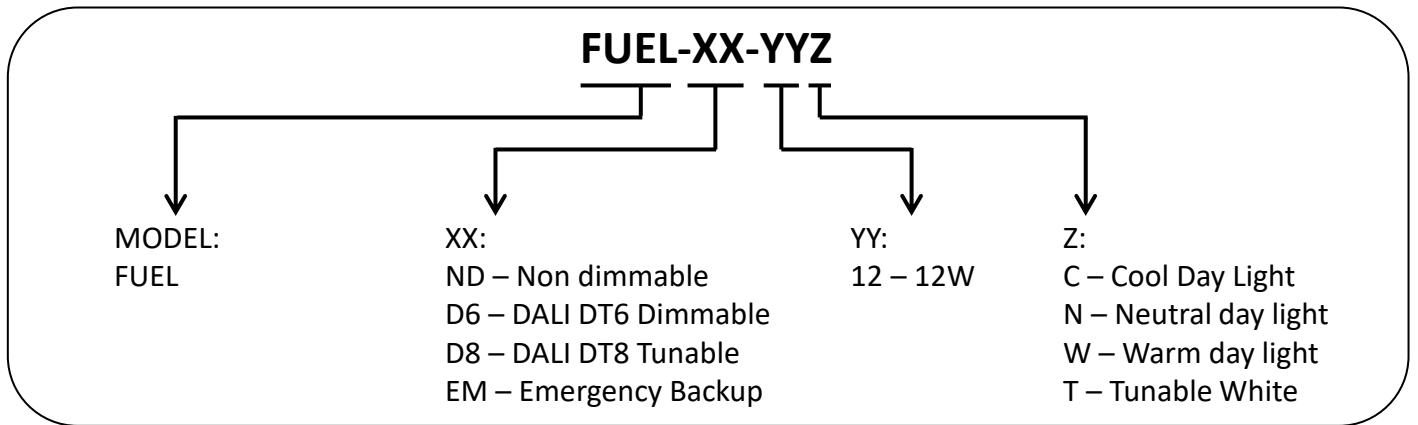 FUEL-XX-YYZ
MODEL:
FUEL
XX:
ND – Non dimmable
D6 – DALI DT6 Dimmable
D8 – DALI DT8 Tunable
EM – Emergency Backup
YY:
12 – 12W
Z:
C – Cool Day Light
N – Neutral day light
W – Warm day light
T – Tunable White